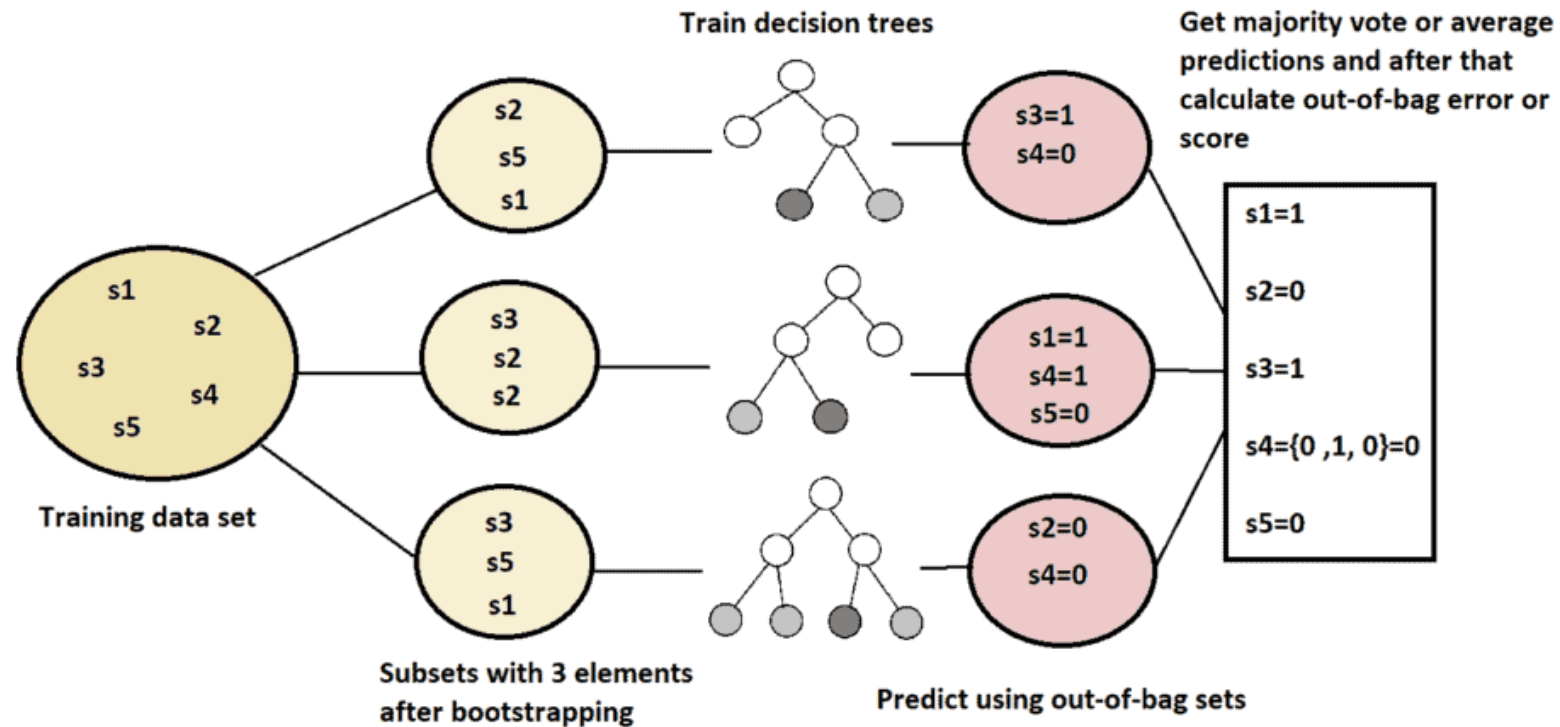 Train decision trees
Get majority vote or average
predictions and after that
calculate out-of-bag error or
score
s1
s2
s3
s4
s5
Training data set
s2
s5
s1
s3
s2
s2
s3
s5
s1
Subsets with 3 elements
after bootstrapping
s3=1
s4=0
s1=1
s4=1
s5=0
s2=0
s4=0
Predict using out-of-bag sets
s1=1
s2=0
s3=1
s4={0 ,1, 0}=0
s5=0